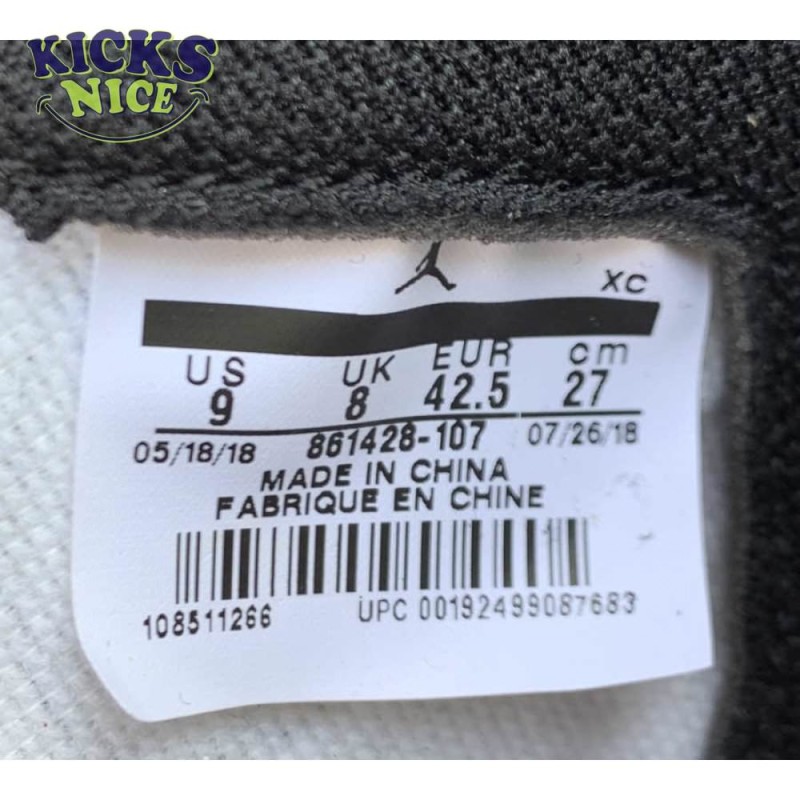 KICKS
NICE
XC
US UK EUR cm
9 8 42.5 27
05/18/18 861428-107 07/26/18
MADE IN CHINA
FABRIQUE EN CHINE
108511266 UPC 00192499087683